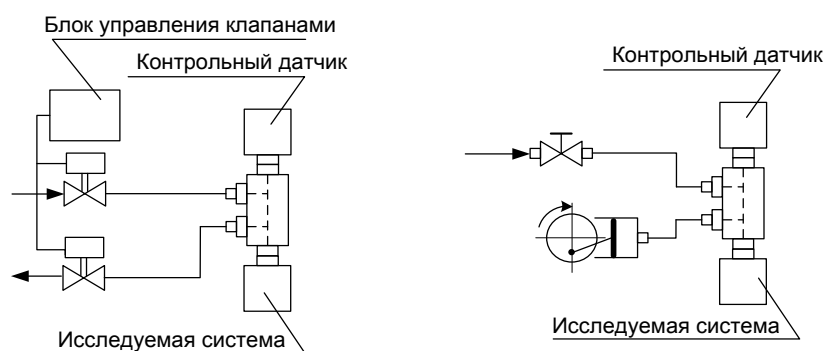 Блок управления клапанами
Контрольный датчик
Исследуемая система
Контрольный датчик
Исследуемая система